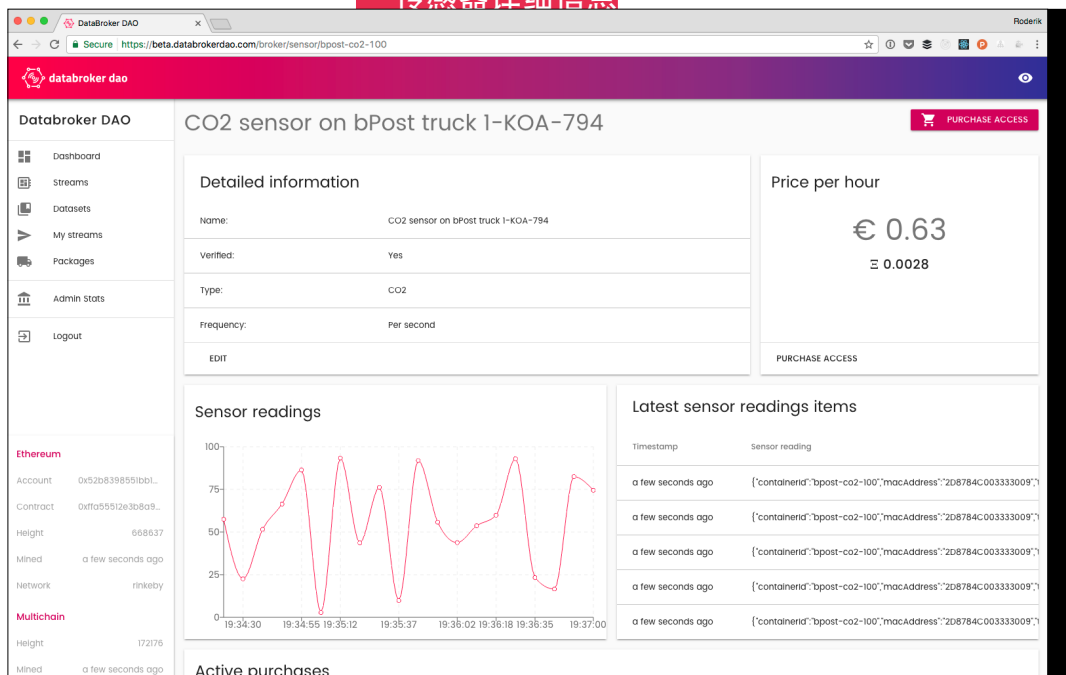 传感器详细信息
DataBroker DAO
Roderik
Secure https://beta.databrokerdao.com/broker/sensor/bpost-co2-100
databroker dao
Databroker DAO
Dashboard
Streams
Datasets
My streams
Packages
Admin Stats
Logout
Ethereum
Account 0x52b8398551bb1...
Contract 0xffa55512e3b8a9...
Height 668637
Mined a few seconds ago
Network rinkeby
Multichain
Height 172176
Mined a few seconds ago
CO2 sensor on bPost truck 1-KOA-794
PURCHASE ACCESS
Detailed information
Name: CO2 sensor on bPost truck 1-KOA-794
Verified: Yes
Type: CO2
Frequency: Per second
EDIT
Price per hour
€ 0.63
Ξ 0.0028
PURCHASE ACCESS
Sensor readings
100
75
50
25
0
19:34:30 19:34:55 19:35:12 19:35:37 19:36:02 19:36:18 19:36:35 19:37:00
Latest sensor readings items
Timestamp Sensor reading
a few seconds ago {"containerId":"bpost-co2-100","macAddress":"2D8784C003333009","t
a few seconds ago {"containerId":"bpost-co2-100","macAddress":"2D8784C003333009","t
a few seconds ago {"containerId":"bpost-co2-100","macAddress":"2D8784C003333009","t
a few seconds ago {"containerId":"bpost-co2-100","macAddress":"2D8784C003333009","t
a few seconds ago {"containerId":"bpost-co2-100","macAddress":"2D8784C003333009","t
Active purchases